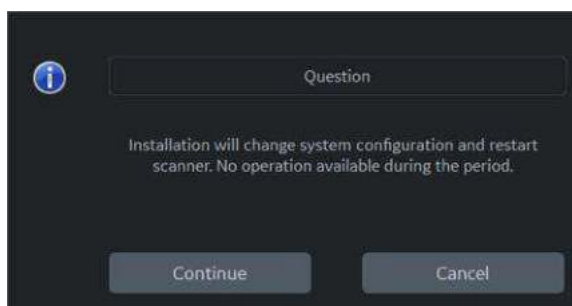 Question
Installation will change system configuration and restart
scanner. No operation available during the period.
Continue
Cancel